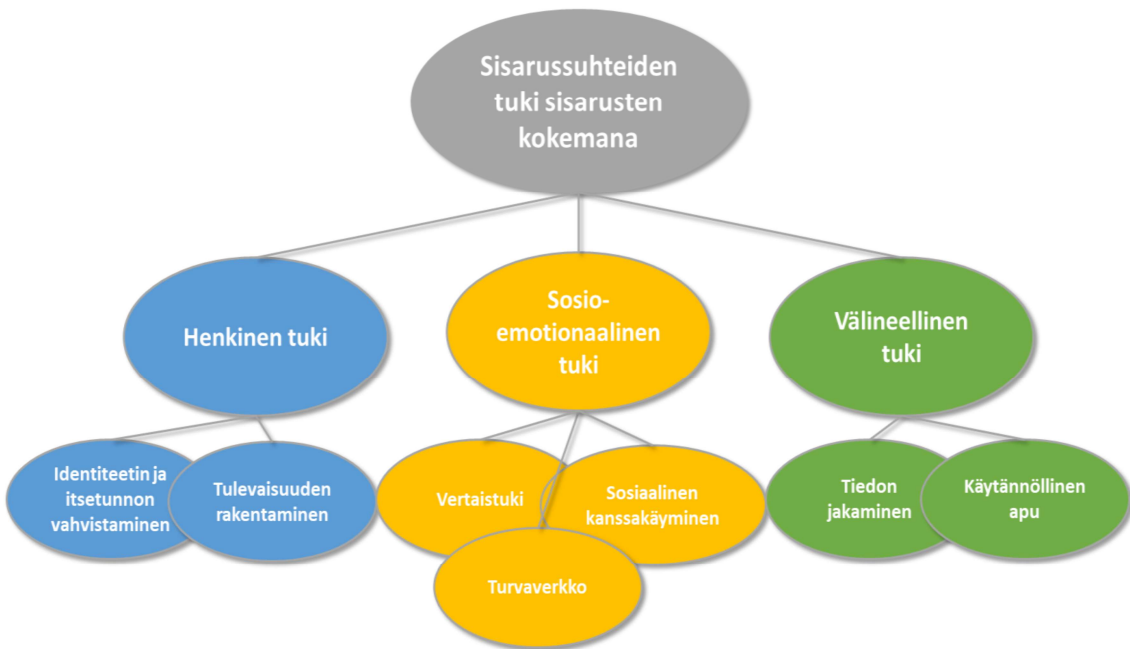 Sisarussuhteiden
tuki sisarusten
kokemana
Henkinen tuki
Sosio-
emotionaalinen
tuki
Välineellinen
tuki
Identiteetin ja
itsetunnon
vahvistaminen
Tulevaisuuden
rakentaminen
Vertaistuki
Sosiaalinen
kanssakäyminen
Turvaverkko
Tiedon
jakaminen
Käytännöllinen
apu